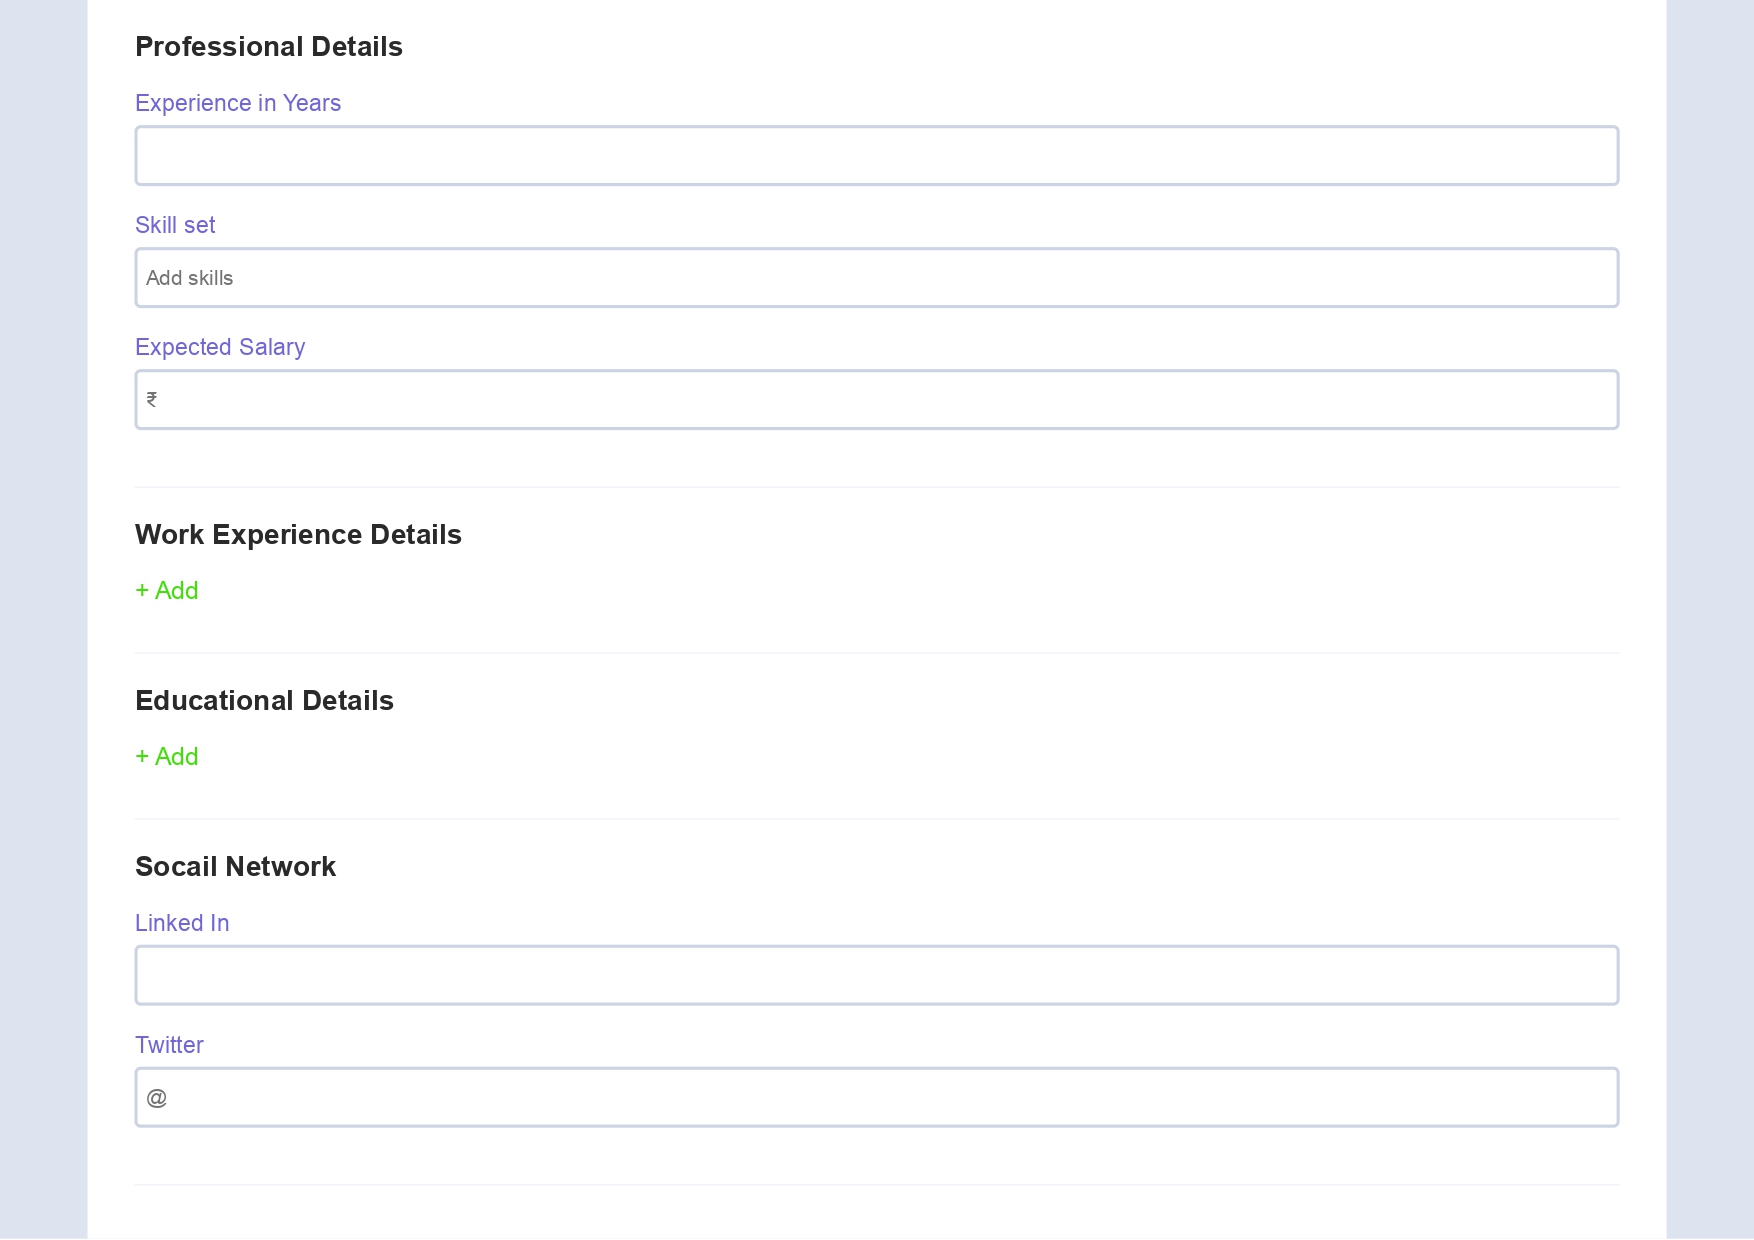 Professional Details
Experience in Years
Skill set
Add skills
Expected Salary
₹
Work Experience Details
+ Add
Educational Details
+ Add
Socail Network
Linked In
Twitter
@